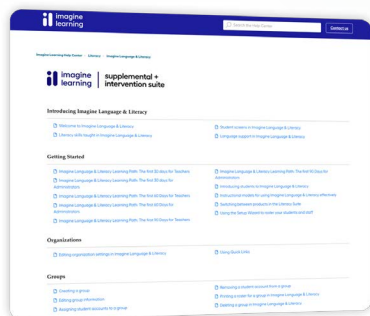 imagine
learning
Search the Help Center
Contact us
Imagine Learning Help Center
Literacy
Imagine Language & Literacy
imagine
learning
supplemental +
intervention suite
Introducing Imagine Language & Literacy
Welcome to Imagine Language & Literacy
Literacy skills taught in Imagine Language & Literacy
Student screens in Imagine Language & Literacy
Language support in Imagine Language & Literacy
Getting Started
Imagine Language & Literacy Learning Path: The first 30 days for Teachers
Imagine Language & Literacy Learning Path: The first 30 days for
Administrators
Imagine Language & Literacy Learning Path: The first 60 Days for Teachers
Imagine Language & Literacy Learning Path: The first 60 Days for
Administrators
Imagine Language & Literacy Learning Path: The first 90 Days for Teachers
Imagine Language & Literacy Learning Path: The first 90 Days for
Administrators
Introducing students to Imagine Language & Literacy
Instructional models for using Imagine Language & Literacy effectively
Switching between products in the Literacy Suite
Using the Setup Wizard to enter your students and staff
Organizations
Editing organization settings in Imagine Language & Literacy
Using Quick Links
Groups
Creating a group
Editing group information
Assigning student accounts to a group
Removing a student account from a group
Printing a roster for a group in Imagine Language & Literacy
Deleting a group in Imagine Language & Literacy